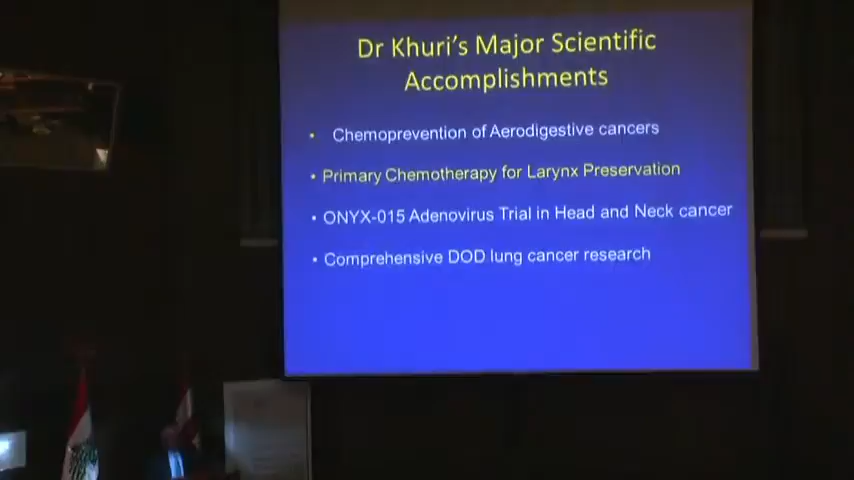 Dr Khuri's Major Scientific
Accomplishments
• Chemoprevention of Aerodigestive cancers
• Primary Chemotherapy for Larynx Preservation
• ONYX-015 Adenovirus Trial in Head and Neck cancer
• Comprehensive DOD lung cancer research